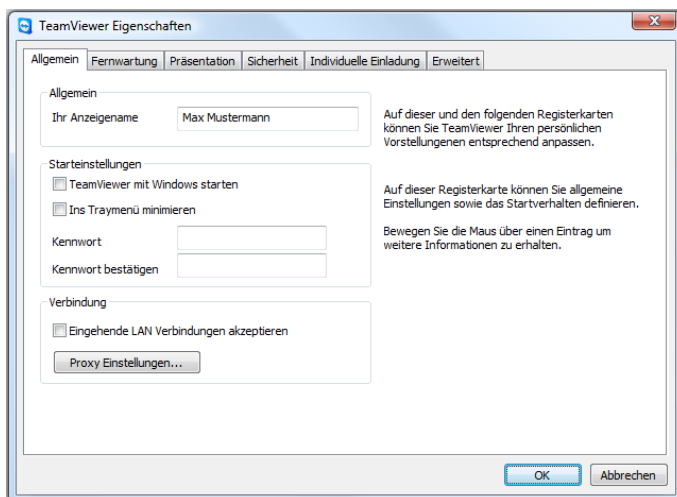 TeamViewer Eigenschaften
Allgemein
Fernwartung
Präsentation
Sicherheit
Individuelle Einladung
Erweitert
Allgemein
Ihr Anzeigename
Max Mustermann
Auf dieser und den folgenden Registerkarten
können Sie TeamViewer Ihren persönlichen
Vorstellungenen entsprechend anpassen.
Starteinstellungen
TeamViewer mit Windows starten
Ins Traymenü minimieren
Kennwort
Kennwort bestätigen
Auf dieser Registerkarte können Sie allgemeine
Einstellungen sowie das Startverhalten definieren.
Bewegen Sie die Maus über einen Eintrag um
weitere Informationen zu erhalten.
Verbindung
Eingehende LAN Verbindungen akzeptieren
Proxy Einstellungen...
OK
Abbrechen